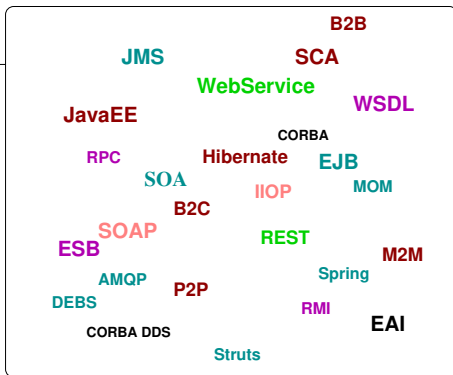 B2B
JMS
SCA
WebService
WSDL
JavaEE
CORBA
RPC
Hibernate
EJB
SOA
IIOP
MOM
B2C
SOAP
REST
ESB
M2M
AMQP
Spring
P2P
DEBS
RMI
EAI
CORBA DDS
Struts